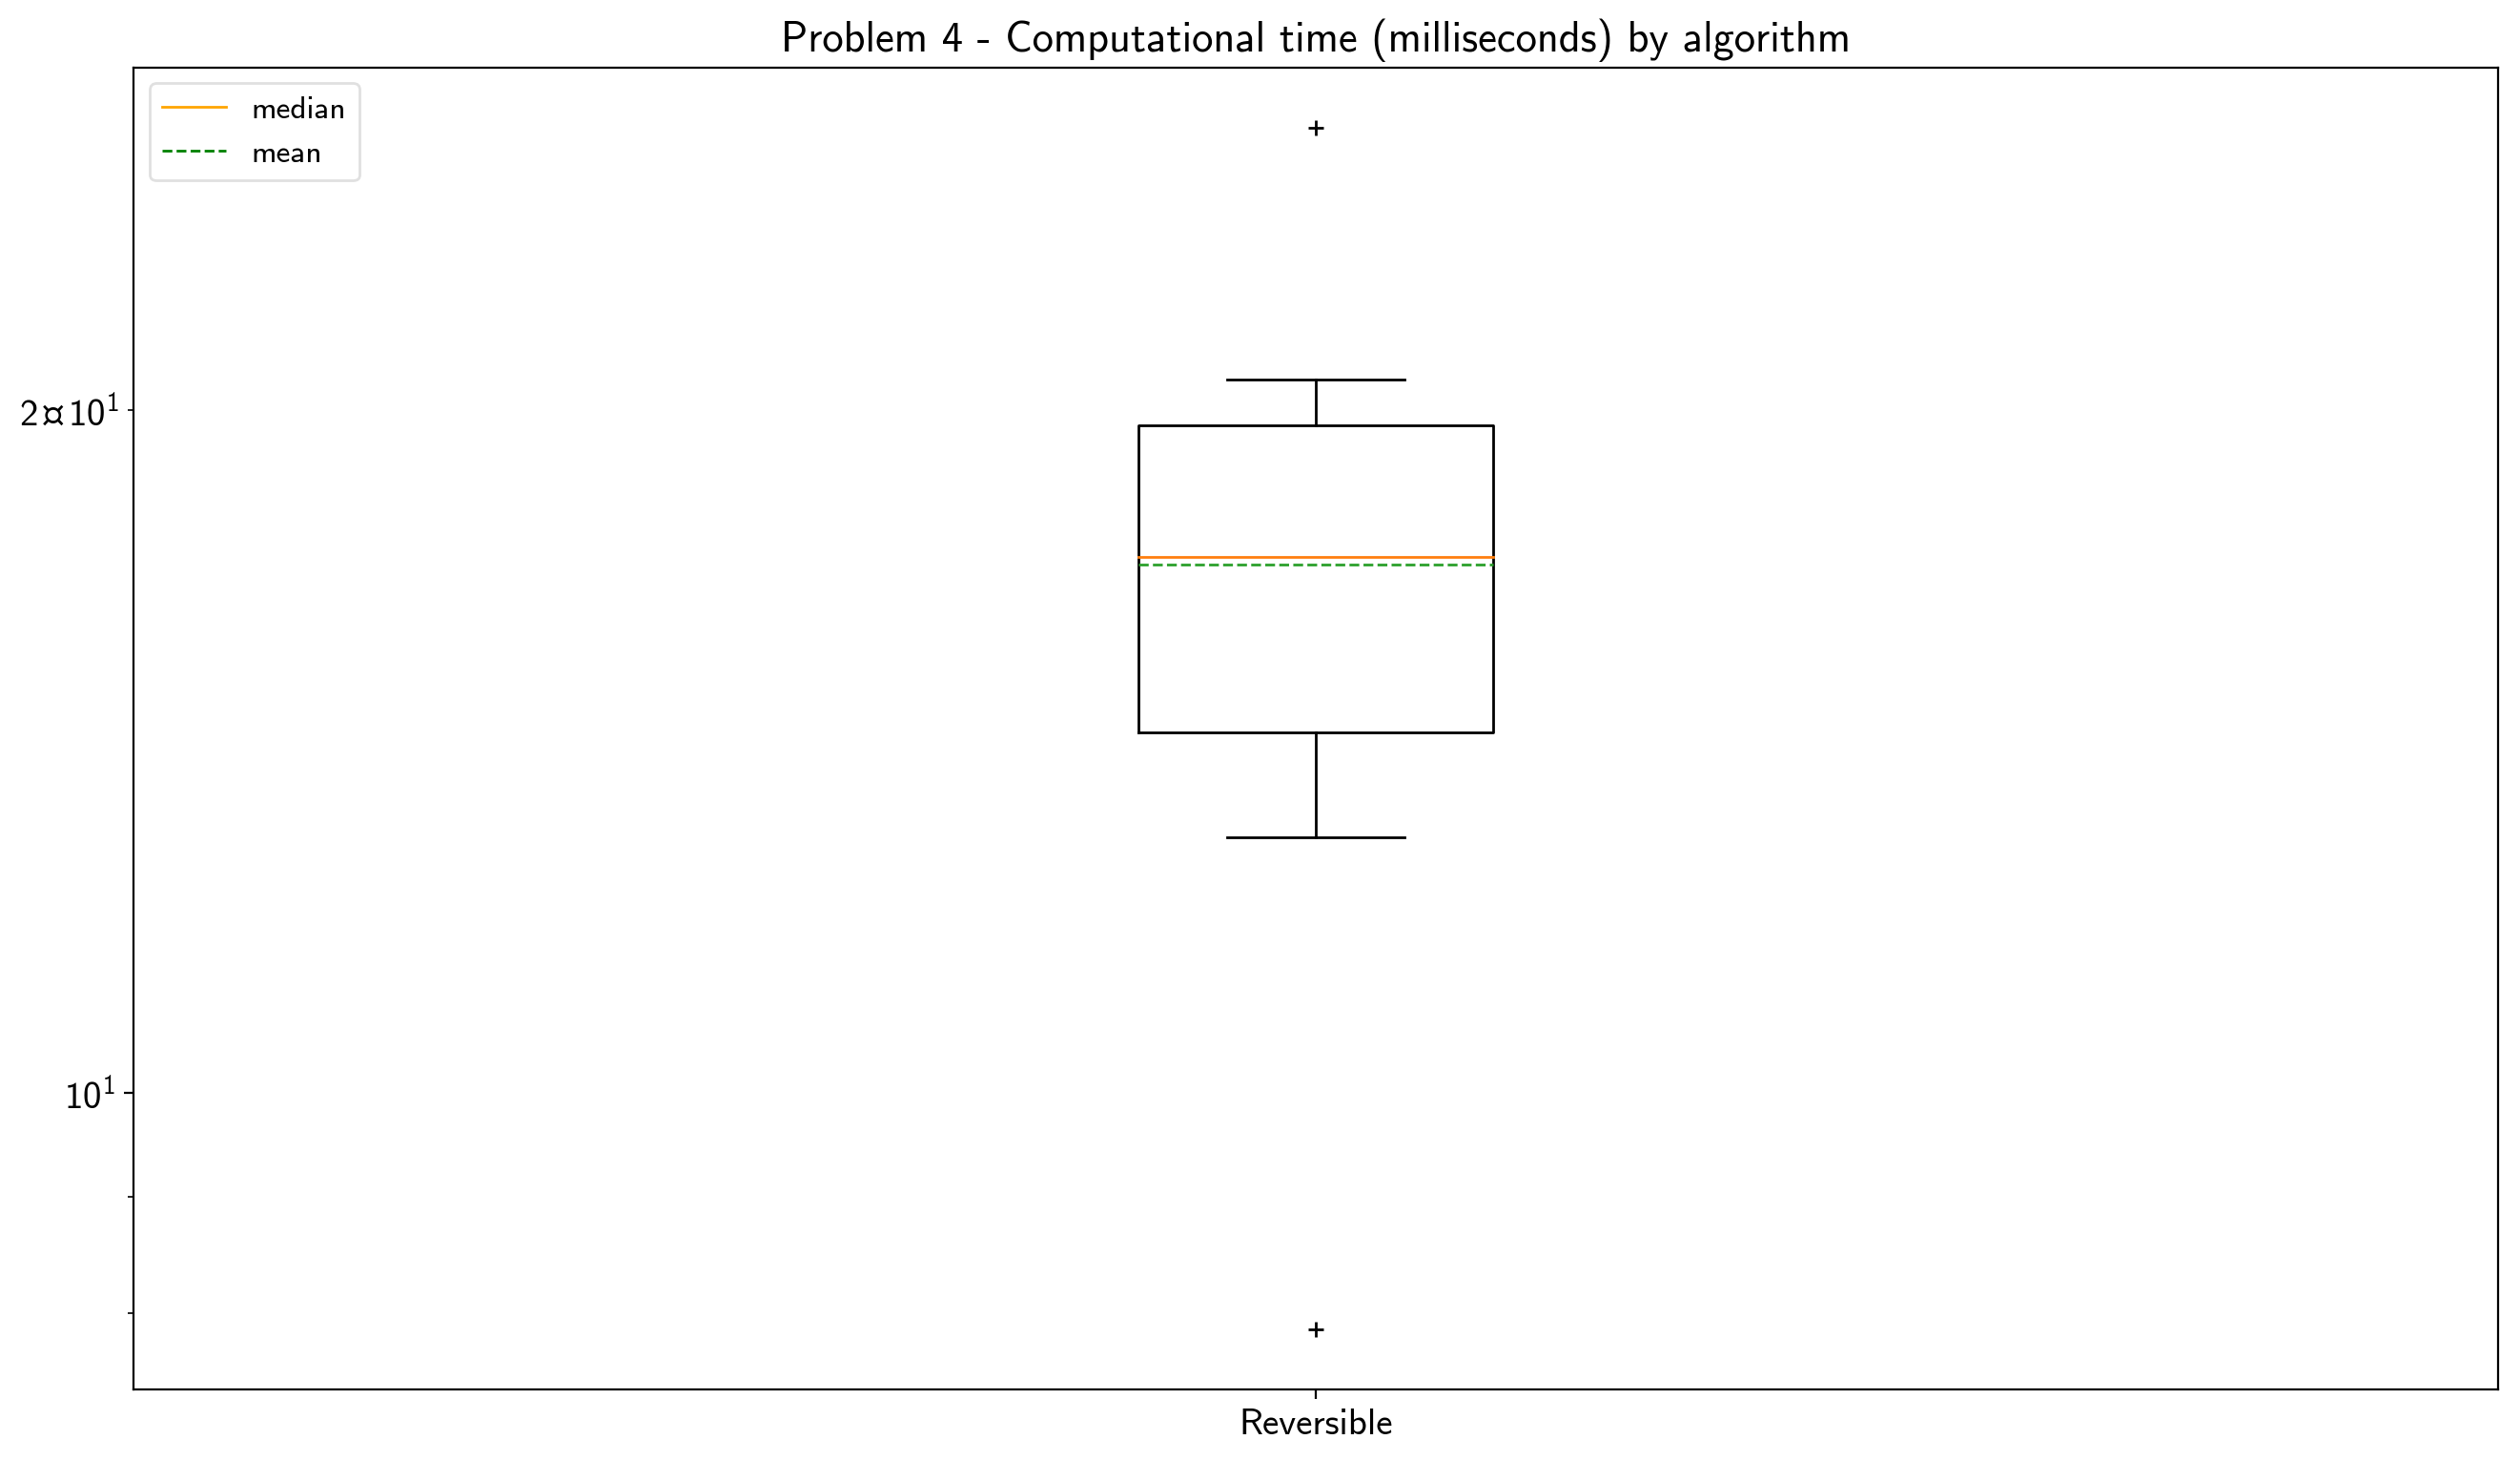 Problem 4 - Computational time (milliseconds) by algorithm
median
mean
2¤10¹
10¹
Reversible